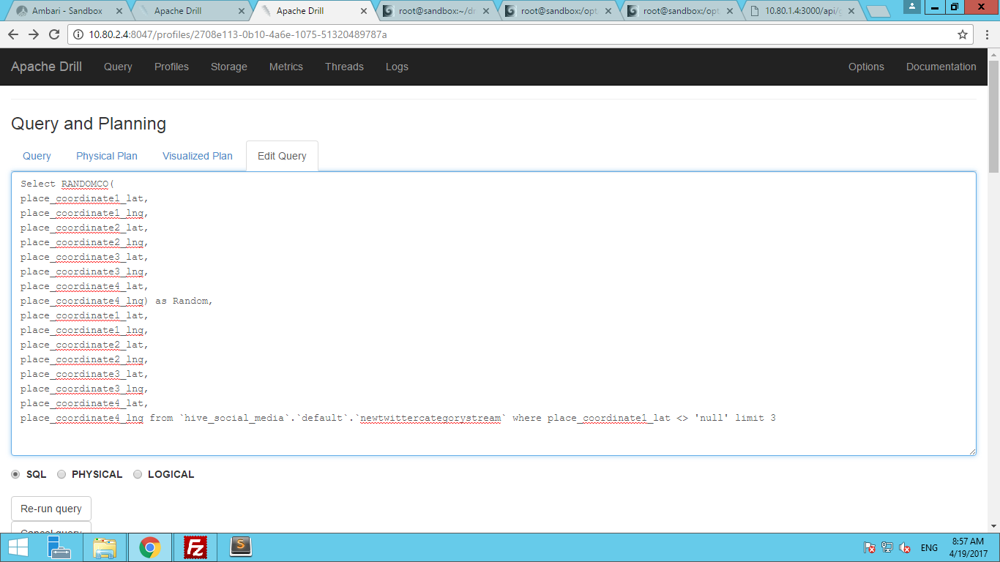 Ambari - Sandbox
Apache Drill
Apache Drill
root@sandbox:~/dr
root@sandbox:/opt
root@sandbox:/opt
10.80.1.4:3000/api/g
10.80.2.4:8047/profiles/2708e113-0b10-4a6e-1075-51320489787a
Apache Drill Query Profiles Storage Metrics Threads Logs Options Documentation
Query and Planning
Query Physical Plan Visualized Plan Edit Query
Select RANDOMCO(
place_coordinate1_lat,
place_coordinate1_lng,
place_coordinate2_lat,
place_coordinate2_lng,
place_coordinate3_lat,
place_coordinate3_lng,
place_coordinate4_lat,
place_coordinate4_lng) as Random,
place_coordinate1_lat,
place_coordinate1_lng,
place_coordinate2_lat,
place_coordinate2_lng,
place_coordinate3_lat,
place_coordinate3_lng,
place_coordinate4_lat,
place_coordinate4_lng from `hive_social_media`.`default`.`newtwittercategorystream` where place_coordinate1_lat <> 'null' limit 3
SQL PHYSICAL LOGICAL
Re-run query
Cancel query
Fz
S
ENG
8:57 AM
4/19/2017